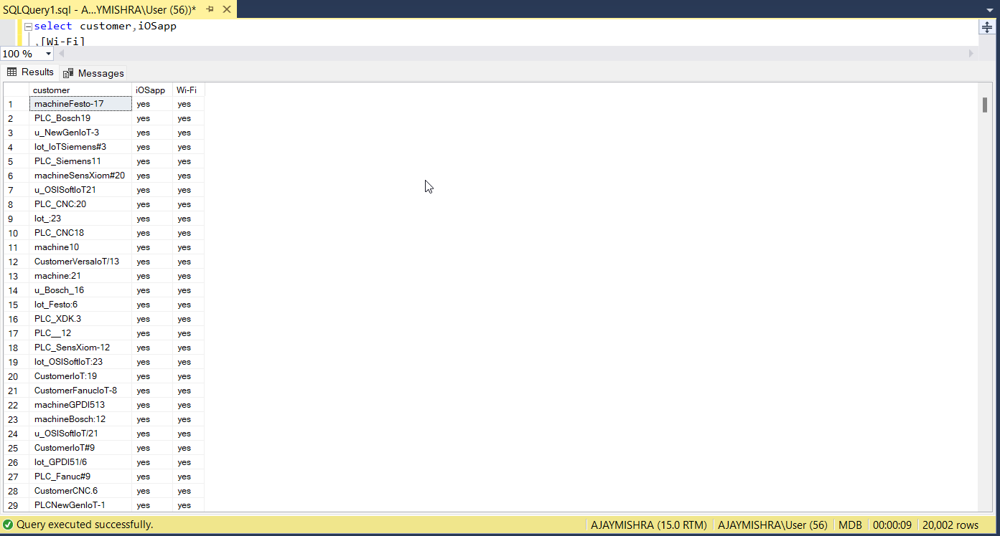 SQLQuery1.sql - A...YMISHRA\User (56))*
select customer,iOSapp
,[Wi-Fi]
100 %
Results Messages
customer iOSapp Wi-Fi
1 machineFesto-17 yes yes
2 PLC_Bosch19 yes yes
3 u_NewGenIoT-3 yes yes
4 Iot_IoTSiemens#3 yes yes
5 PLC_Siemens11 yes yes
6 machineSensXiom#20 yes yes
7 u_OSISoftIoT21 yes yes
8 PLC_CNC:20 yes yes
9 Iot_:23 yes yes
10 PLC_CNC18 yes yes
11 machine10 yes yes
12 CustomerVersaIoT/13 yes yes
13 machine:21 yes yes
14 u_Bosch_16 yes yes
15 Iot_Festo:6 yes yes
16 PLC_XDK.3 yes yes
17 PLC__12 yes yes
18 PLC_SensXiom-12 yes yes
19 Iot_OSISoftIoT:23 yes yes
20 CustomerIoT:19 yes yes
21 CustomerFanucIoT-8 yes yes
22 machineGPDI513 yes yes
23 machineBosch:12 yes yes
24 u_OSISoftIoT/21 yes yes
25 CustomerIoT#9 yes yes
26 Iot_GPDI51/6 yes yes
27 PLC_Fanuc#9 yes yes
28 CustomerCNC.6 yes yes
29 PLCNewGenIoT-1 yes yes
Query executed successfully. AJAYMISHRA (15.0 RTM) AJAYMISHRA\User (56) MDB 00:00:09 20,002 rows